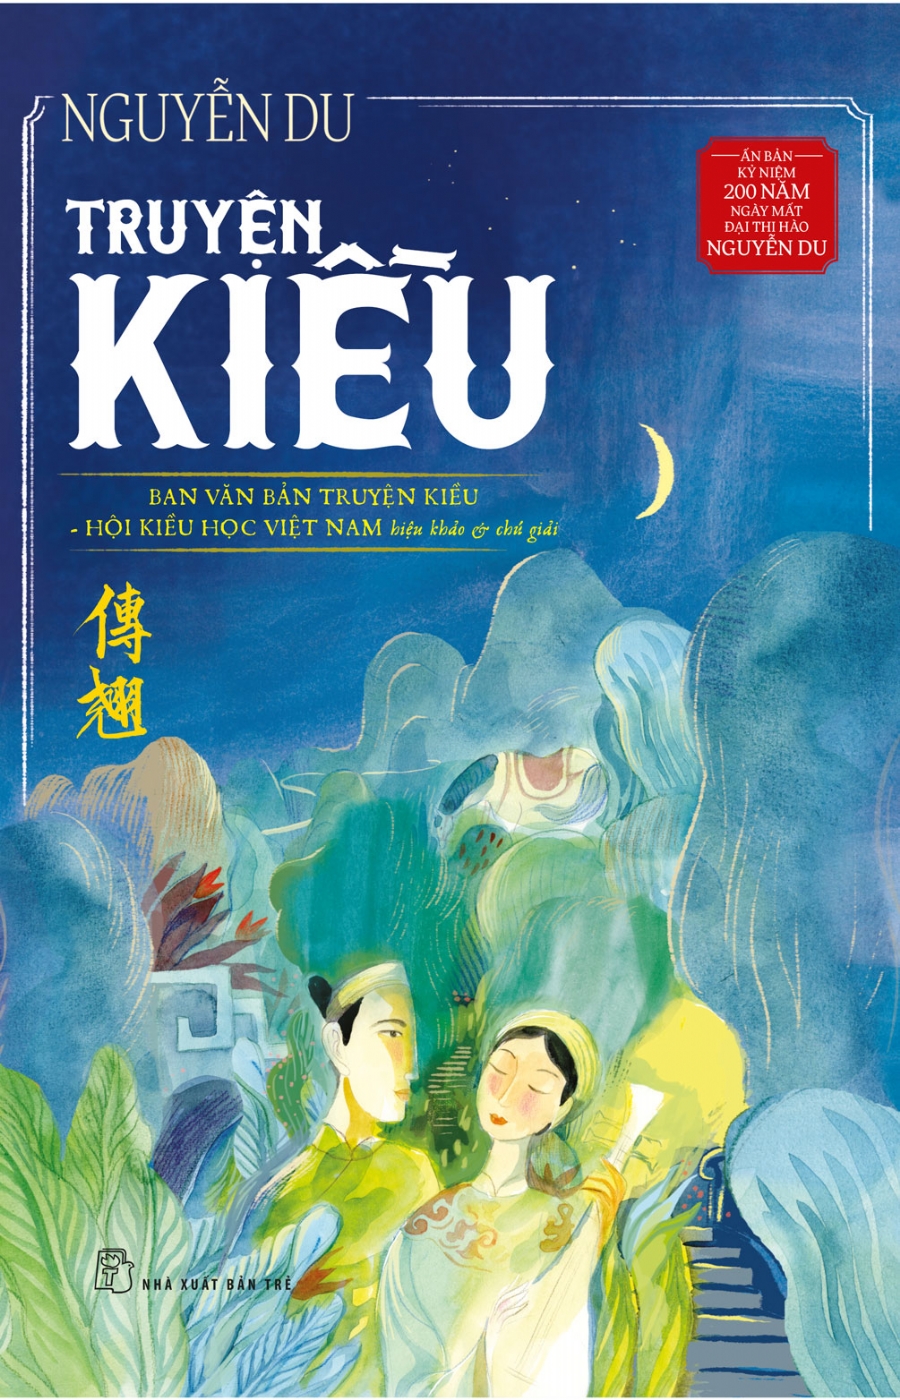 NGUYỄN DU
ẤN BẢN
KỶ NIỆM
200 NĂM
NGÀY MẤT
ĐẠI THI HÀO
NGUYỄN DU
TRUYỆN
KIỀU
BAN VĂN BẢN TRUYỆN KIỀU
- HỘI KIỀU HỌC VIỆT NAM hiệu khảo & chú giải
傳
翹
NHÀ XUẤT BẢN TRẺ